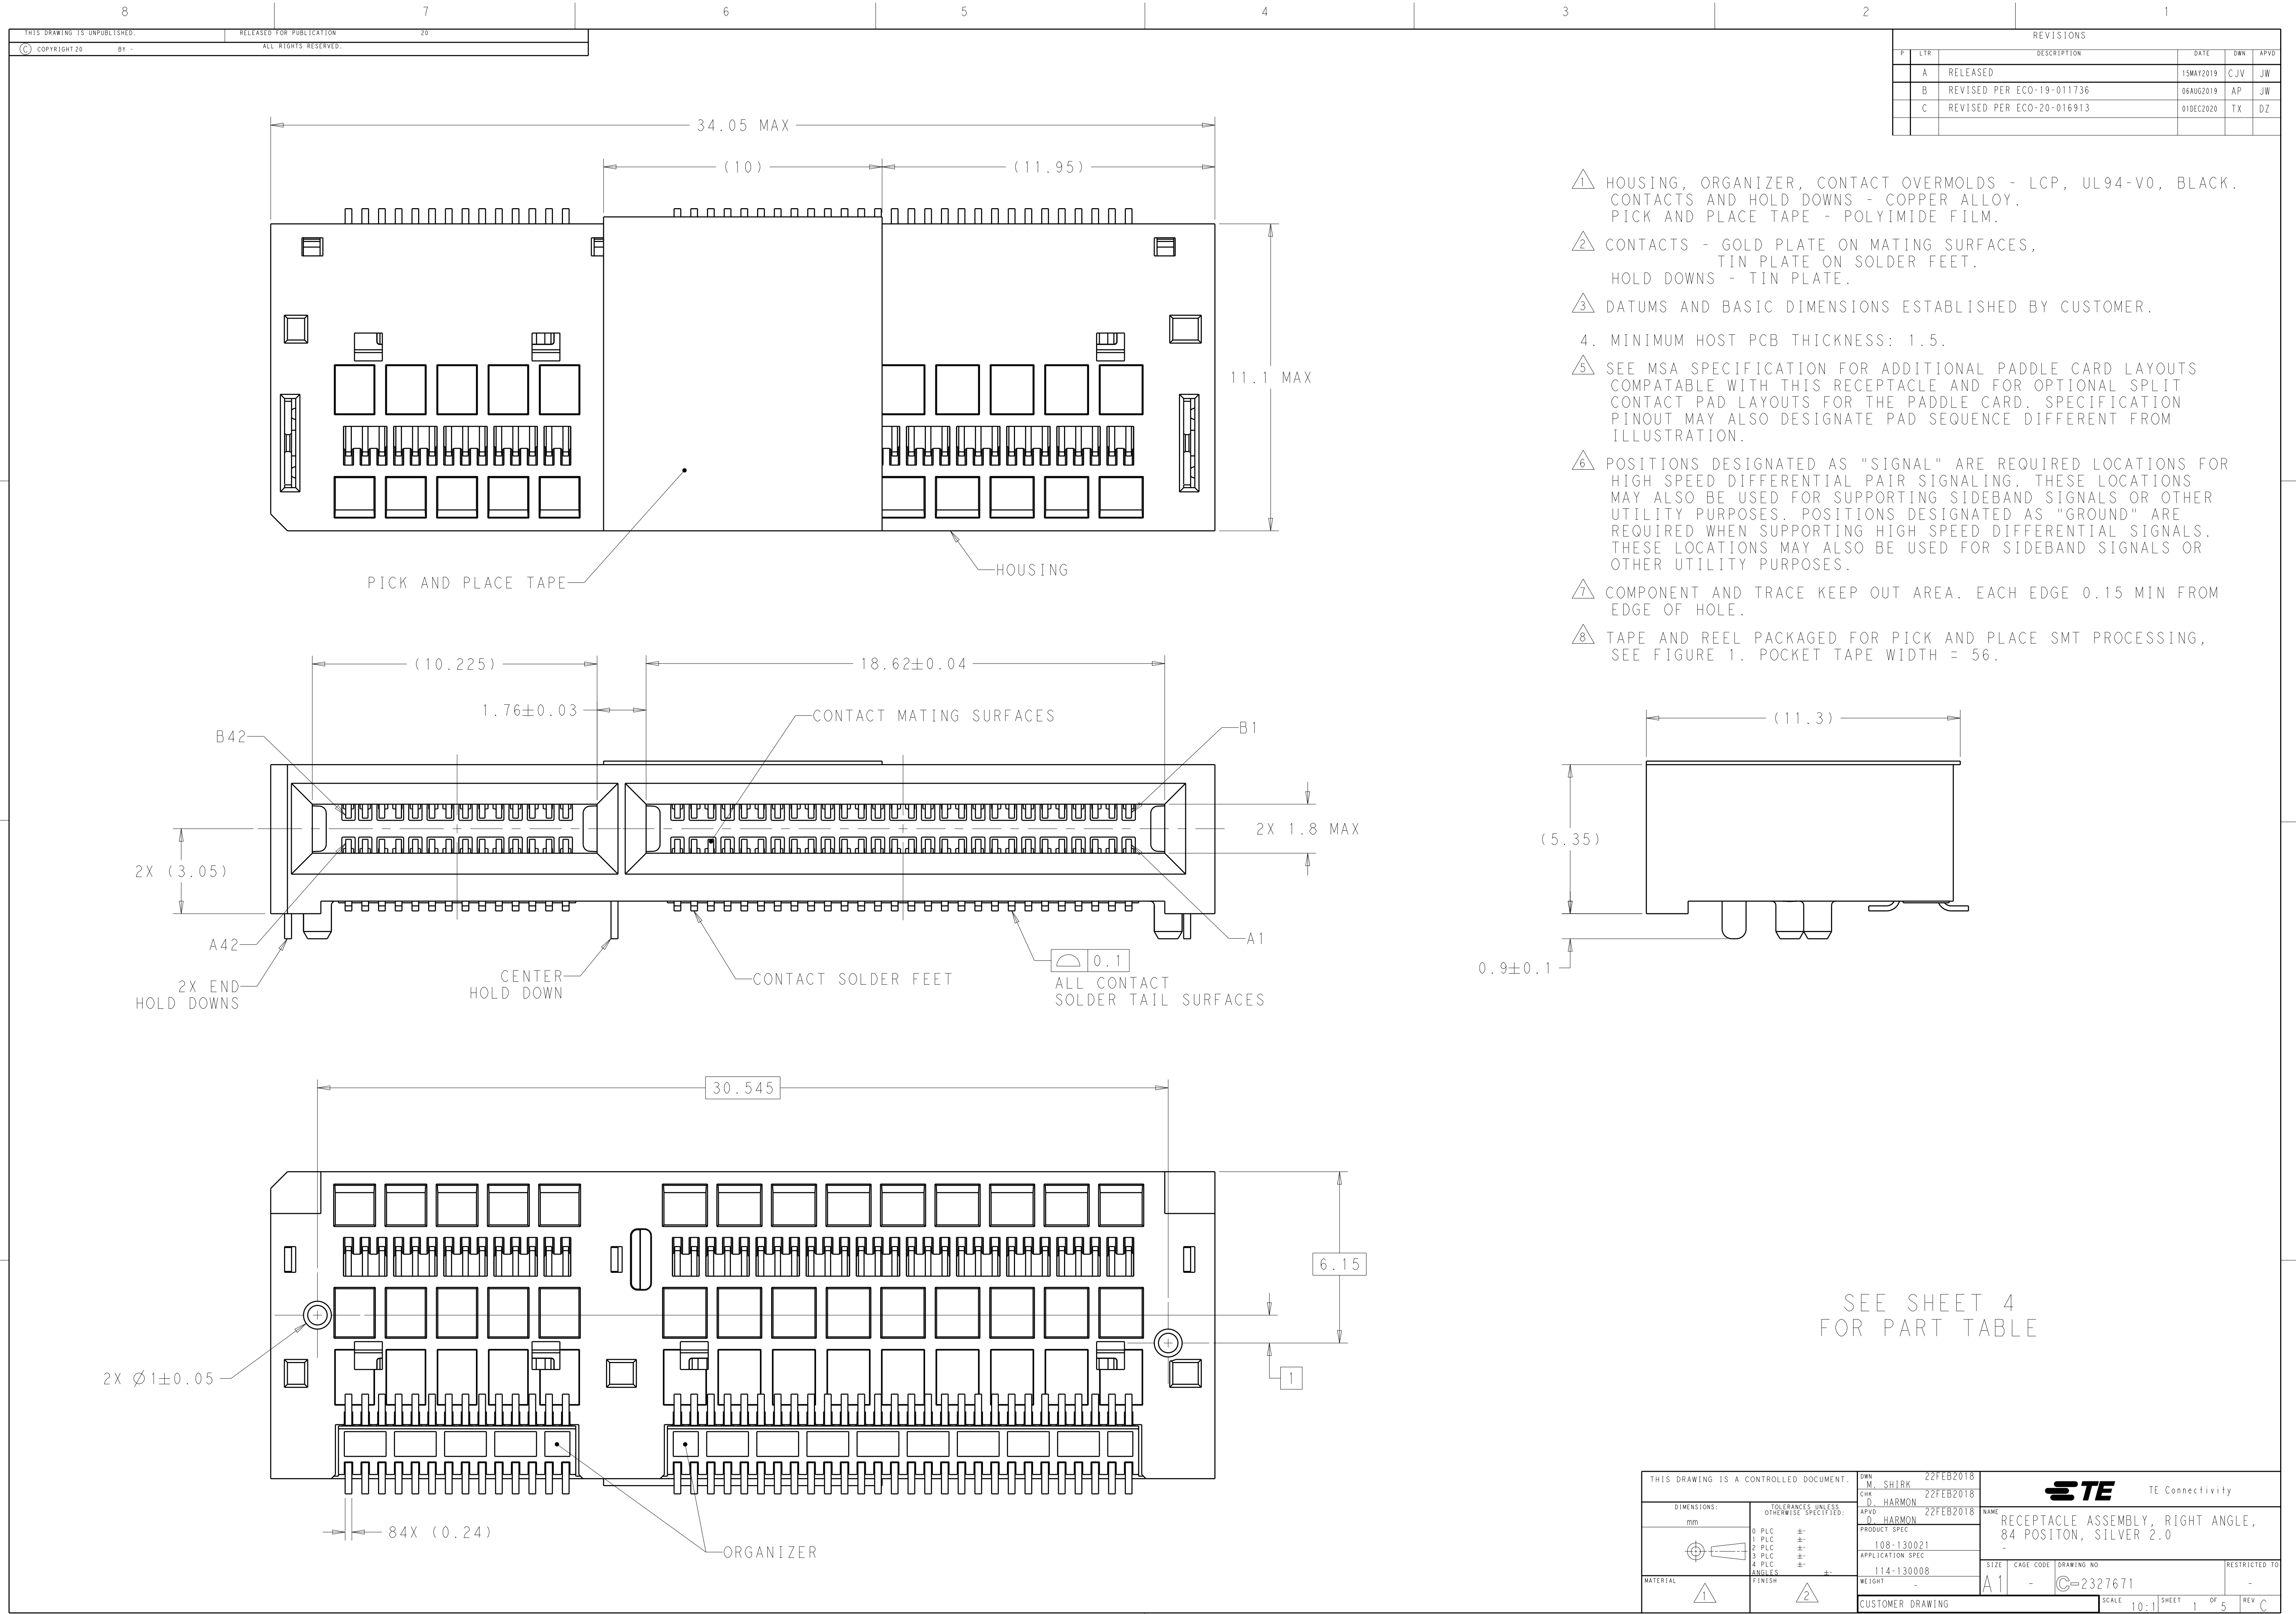 8 7 6 5 4 3 2 1
THIS DRAWING IS UNPUBLISHED. RELEASED FOR PUBLICATION 20
© COPYRIGHT 20 BY - ALL RIGHTS RESERVED.
REVISIONS
P LTR DESCRIPTION DATE DWN APVD
A RELEASED 15MAY2019 CJV JW
B REVISED PER ECO-19-011736 06AUG2019 AP JW
C REVISED PER ECO-20-016913 01DEC2020 TX DZ
34.05 MAX
(10)
(11.95)
11.1 MAX
PICK AND PLACE TAPE
HOUSING
1 HOUSING, ORGANIZER, CONTACT OVERMOLDS - LCP, UL94-V0, BLACK.
CONTACTS AND HOLD DOWNS - COPPER ALLOY.
PICK AND PLACE TAPE - POLYIMIDE FILM.
2 CONTACTS - GOLD PLATE ON MATING SURFACES,
TIN PLATE ON SOLDER FEET.
HOLD DOWNS - TIN PLATE.
3 DATUMS AND BASIC DIMENSIONS ESTABLISHED BY CUSTOMER.
4. MINIMUM HOST PCB THICKNESS: 1.5.
5 SEE MSA SPECIFICATION FOR ADDITIONAL PADDLE CARD LAYOUTS
COMPATABLE WITH THIS RECEPTACLE AND FOR OPTIONAL SPLIT
CONTACT PAD LAYOUTS FOR THE PADDLE CARD. SPECIFICATION
PINOUT MAY ALSO DESIGNATE PAD SEQUENCE DIFFERENT FROM
ILLUSTRATION.
6 POSITIONS DESIGNATED AS "SIGNAL" ARE REQUIRED LOCATIONS FOR
HIGH SPEED DIFFERENTIAL PAIR SIGNALING. THESE LOCATIONS
MAY ALSO BE USED FOR SUPPORTING SIDEBAND SIGNALS OR OTHER
UTILITY PURPOSES. POSITIONS DESIGNATED AS "GROUND" ARE
REQUIRED WHEN SUPPORTING HIGH SPEED DIFFERENTIAL SIGNALS.
THESE LOCATIONS MAY ALSO BE USED FOR SIDEBAND SIGNALS OR
OTHER UTILITY PURPOSES.
7 COMPONENT AND TRACE KEEP OUT AREA. EACH EDGE 0.15 MIN FROM
EDGE OF HOLE.
8 TAPE AND REEL PACKAGED FOR PICK AND PLACE SMT PROCESSING,
SEE FIGURE 1. POCKET TAPE WIDTH = 56.
(10.225)
18.62±0.04
1.76±0.03
CONTACT MATING SURFACES
B42
B1
2X 1.8 MAX
2X (3.05)
A42
A1
2X END
HOLD DOWNS
CENTER
HOLD DOWN
CONTACT SOLDER FEET
0.1
ALL CONTACT
SOLDER TAIL SURFACES
(11.3)
(5.35)
0.9±0.1
30.545
6.15
1
2X Ø1±0.05
84X (0.24)
ORGANIZER
SEE SHEET 4
FOR PART TABLE
THIS DRAWING IS A CONTROLLED DOCUMENT.
DIMENSIONS:
mm
TOLERANCES UNLESS
OTHERWISE SPECIFIED:
0 PLC ±-
1 PLC ±-
2 PLC ±-
3 PLC ±-
4 PLC ±-
ANGLES ±-
MATERIAL 1
FINISH 2
DWN 22FEB2018
M. SHIRK
CHK 22FEB2018
D. HARMON
APVD 22FEB2018
D. HARMON
PRODUCT SPEC
108-130021
APPLICATION SPEC
114-130008
WEIGHT -
CUSTOMER DRAWING
TE TE Connectivity
NAME
RECEPTACLE ASSEMBLY, RIGHT ANGLE,
84 POSITON, SILVER 2.0
-
SIZE CAGE CODE DRAWING NO RESTRICTED TO
A1 - C-2327671 -
SCALE 10:1 SHEET 1 OF 5 REV C